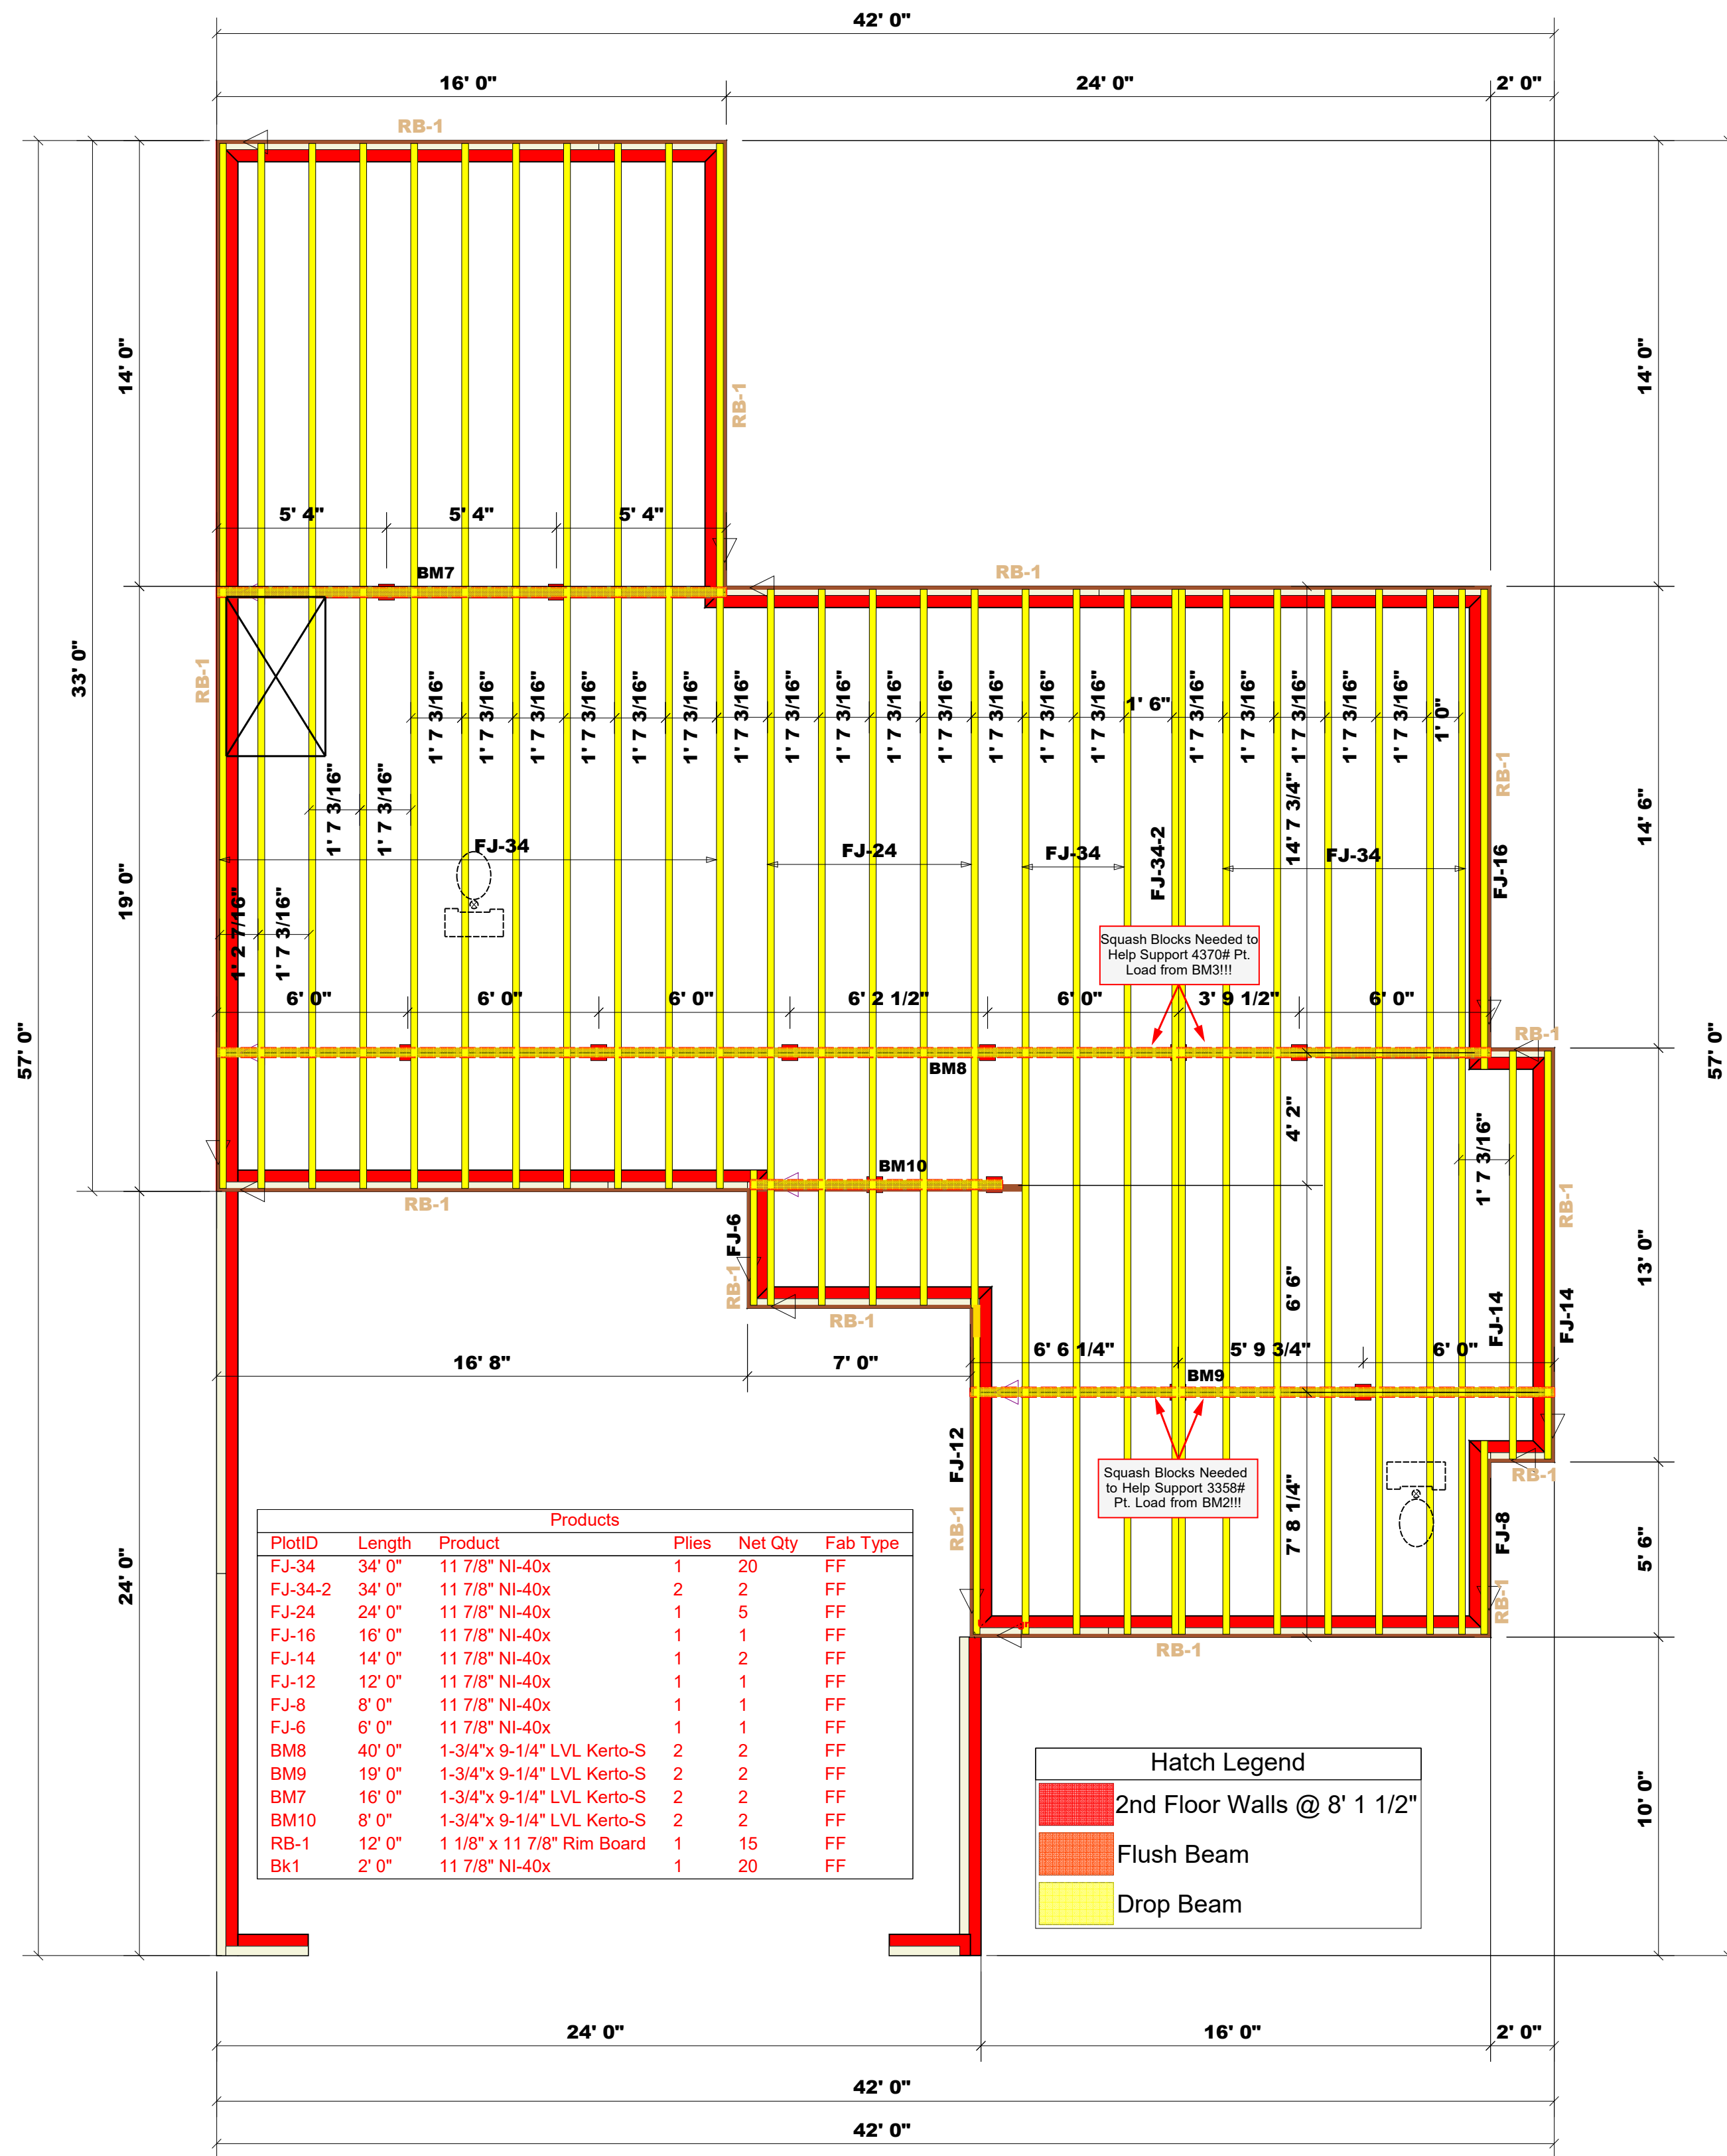 42' 0"
16' 0"
24' 0"
2' 0"
RB-1
14' 0"
14' 0"
RB-1
33' 0"
5' 4"
5' 4"
5' 4"
BM7
RB-1
RB-1
1' 7 3/16"
1' 7 3/16"
1' 7 3/16"
1' 7 3/16"
1' 7 3/16"
1' 7 3/16"
1' 7 3/16"
1' 7 3/16"
1' 7 3/16"
1' 7 3/16"
1' 7 3/16"
1' 7 3/16"
1' 7 3/16"
1' 6"
1' 7 3/16"
1' 7 3/16"
1' 7 3/16"
1' 7 3/16"
1' 7 3/16"
1' 0"
RB-1
1' 7 3/16"
1' 7 3/16"
14' 7 3/4"
14' 6"
FJ-34
FJ-24
FJ-34
FJ-34-2
FJ-34
FJ-16
19' 0"
1' 2 7/16"
1' 7 3/16"
Squash Blocks Needed to
Help Support 4370# Pt.
Load from BM3!!!
6' 0"
6' 0"
6' 0"
6' 2 1/2"
6' 0"
3' 9 1/2"
6' 0"
57' 0"
57' 0"
RB-1
BM8
4' 2"
1' 7 3/16"
BM10
RB-1
RB-1
FJ-6
RB-1
RB-1
6' 6"
13' 0"
FJ-14
FJ-14
16' 8"
7' 0"
6' 6 1/4"
5' 9 3/4"
6' 0"
BM9
FJ-12
RB-1
Squash Blocks Needed
to Help Support 3358#
Pt. Load from BM2!!!
RB-1
7' 8 1/4"
FJ-8
5' 6"
RB-1
RB-1
24' 0"
Products
PlotID Length Product Plies Net Qty Fab Type
FJ-34 34' 0" 11 7/8" NI-40x 1 20 FF
FJ-34-2 34' 0" 11 7/8" NI-40x 2 2 FF
FJ-24 24' 0" 11 7/8" NI-40x 1 5 FF
FJ-16 16' 0" 11 7/8" NI-40x 1 1 FF
FJ-14 14' 0" 11 7/8" NI-40x 1 2 FF
FJ-12 12' 0" 11 7/8" NI-40x 1 1 FF
FJ-8 8' 0" 11 7/8" NI-40x 1 1 FF
FJ-6 6' 0" 11 7/8" NI-40x 1 1 FF
BM8 40' 0" 1-3/4"x 9-1/4" LVL Kerto-S 2 2 FF
BM9 19' 0" 1-3/4"x 9-1/4" LVL Kerto-S 2 2 FF
BM7 16' 0" 1-3/4"x 9-1/4" LVL Kerto-S 2 2 FF
BM10 8' 0" 1-3/4"x 9-1/4" LVL Kerto-S 2 2 FF
RB-1 12' 0" 1 1/8" x 11 7/8" Rim Board 1 15 FF
Bk1 2' 0" 11 7/8" NI-40x 1 20 FF
Hatch Legend
2nd Floor Walls @ 8' 1 1/2"
Flush Beam
Drop Beam
10' 0"
24' 0"
16' 0"
2' 0"
42' 0"
42' 0"